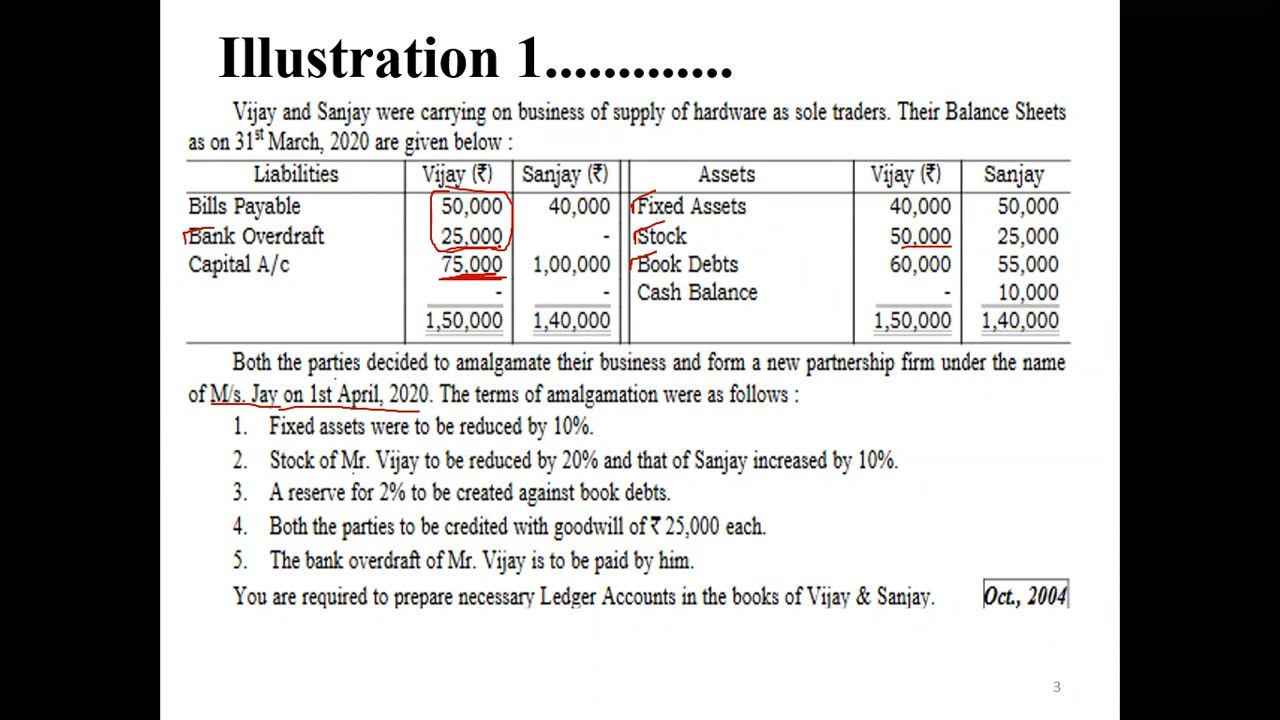 Illustration 1.............
Vijay and Sanjay were carrying on business of supply of hardware as sole traders. Their Balance Sheets
as on 31st March, 2020 are given below :
Liabilities Vijay (₹) Sanjay (₹) Assets Vijay (₹) Sanjay
Bills Payable 50,000 40,000 Fixed Assets 40,000 50,000
Bank Overdraft 25,000 - Stock 50,000 25,000
Capital A/c 75,000 1,00,000 Book Debts 60,000 55,000
- - Cash Balance - 10,000
1,50,000 1,40,000 1,50,000 1,40,000
Both the parties decided to amalgamate their business and form a new partnership firm under the name
of M/s. Jay on 1st April, 2020. The terms of amalgamation were as follows :
1. Fixed assets were to be reduced by 10%.
2. Stock of Mr. Vijay to be reduced by 20% and that of Sanjay increased by 10%.
3. A reserve for 2% to be created against book debts.
4. Both the parties to be credited with goodwill of ₹ 25,000 each.
5. The bank overdraft of Mr. Vijay is to be paid by him.
You are required to prepare necessary Ledger Accounts in the books of Vijay & Sanjay. Oct., 2004
3